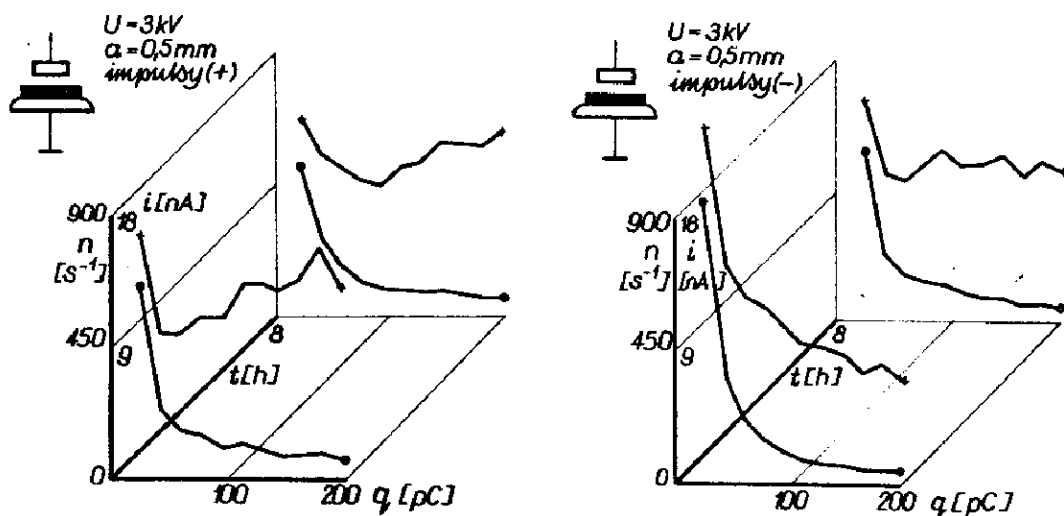 U=3kV
a=0,5mm
impulsy(+)
900
18
i[nA]
n
[s⁻¹]
450
9
8
t[h]
0
100
200
q [pC]
U=3kV
a=0,5mm
impulsy(-)
900
18
n
i
[s⁻¹]
[nA]
450
9
8
t[h]
0
100
200
q [pC]